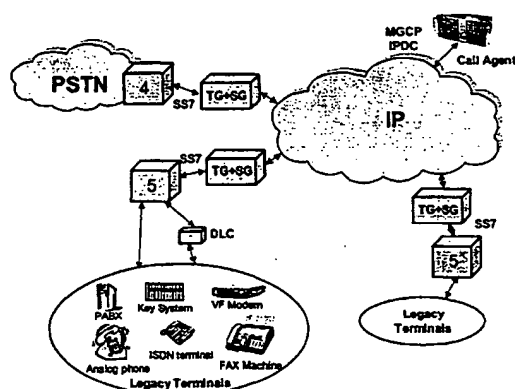 MGCP
IPDC
Call Agent
PSTN
4
SS7
TG+SG
IP
SS7
5
TG+SG
DLC
TG+SG
SS7
5
PABX
Key System
VF Modem
Analog phone
ISDN terminal
FAX Machine
Legacy Terminals
Legacy
Terminals